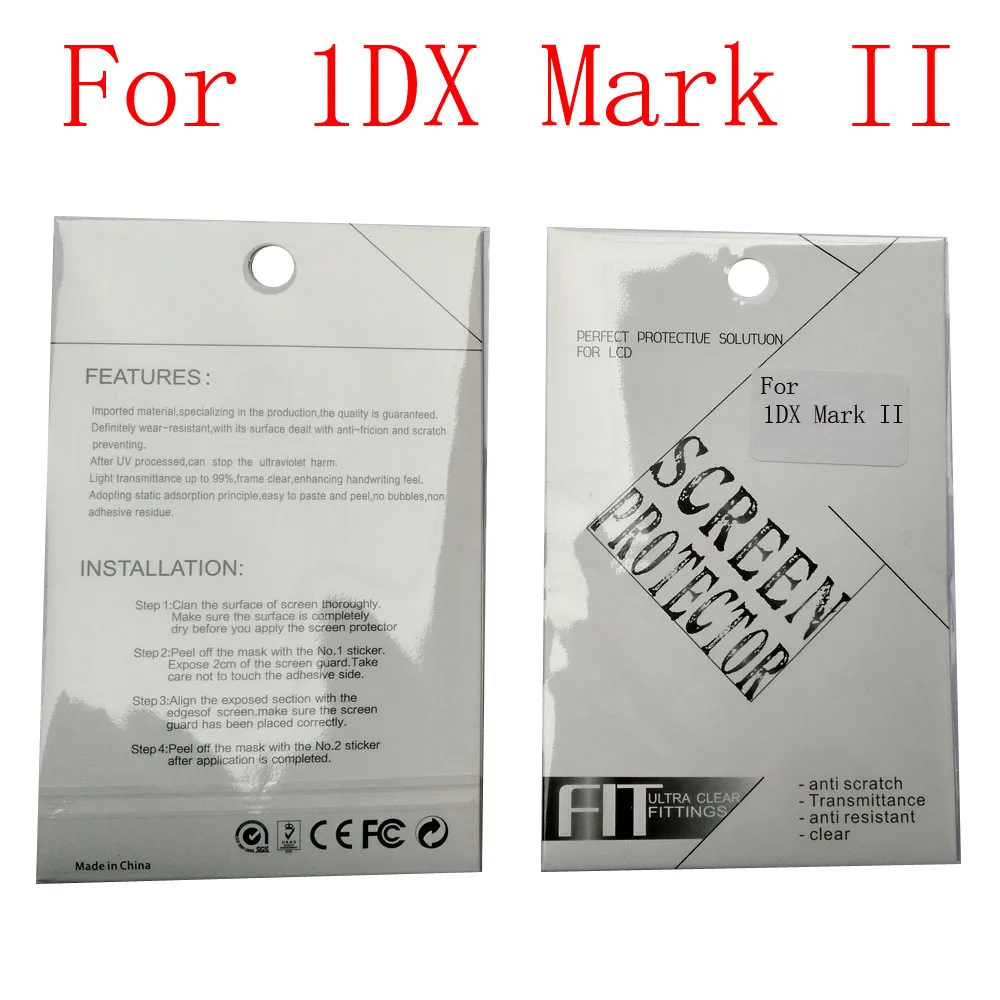 For 1DX Mark II
FEATURES:
Imported material,specializing in the production,the quality is guaranteed.
Definitely wear-resistant,with its surface dealt with anti-fricion and scratch
preventing.
After UV processed,can stop the ultraviolet harm.
Light transmittance up to 99%,frame clear,enhancing handwriting feel.
Adopting static adsorption principle,easy to paste and peel,no bubbles,non
adhesive residue.
INSTALLATION:
Step 1:Clan the surface of screen thoroughly.
Make sure the surface is completely
dry before you apply the screen protector
Step2:Peel off the mask with the No.1 sticker.
Expose 2cm of the screen guard.Take
care not to touch the adhesive side.
Step3:Align the exposed section with the
edgesof screen.make sure the screen
guard has been placed correctly.
Step4:Peel off the mask with the No.2 sticker
after application is completed.
SGS
UKAS
CE FC
Made in China
PERFECT PROTECTIVE SOLUTUON
FOR LCD
For
1DX Mark II
SCREEN
PROTECTOR
FIT
ULTRA CLEAR
FITTINGS
- anti scratch
- Transmittance
- anti resistant
- clear